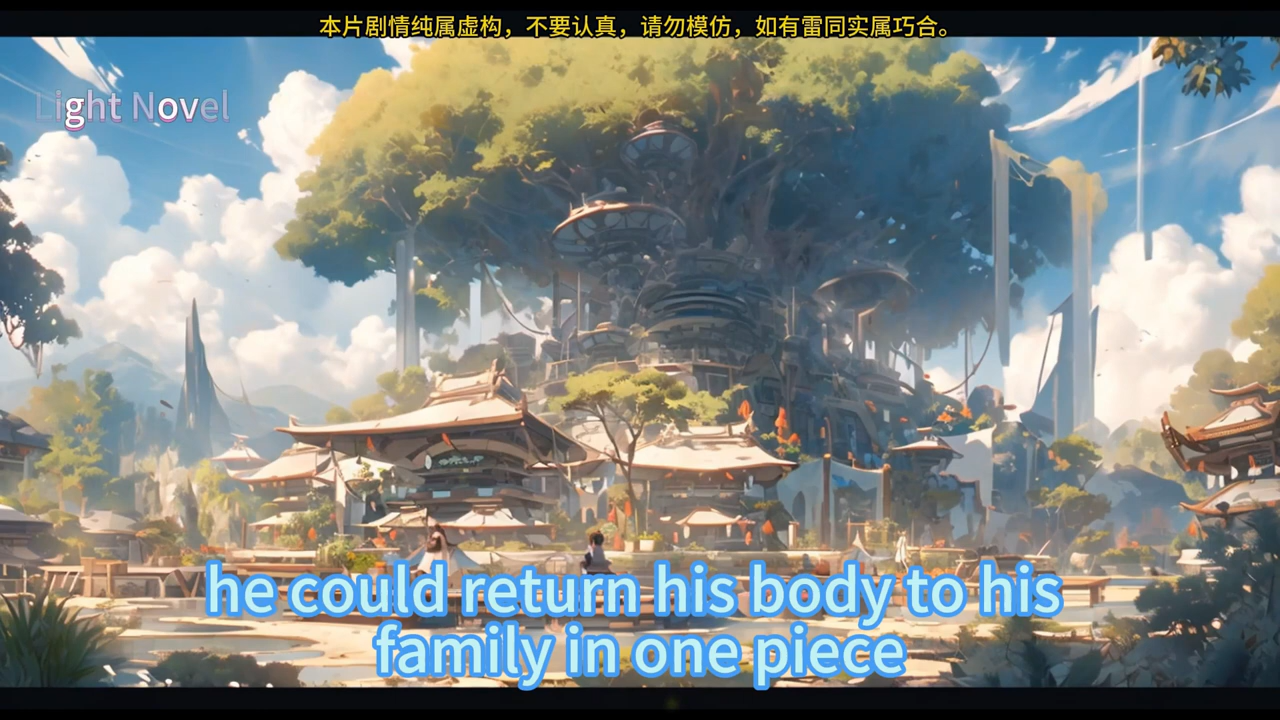 本片剧情纯属虚构，不要认真，请勿模仿，如有雷同实属巧合。
Light Novel
he could return his body to his
family in one piece